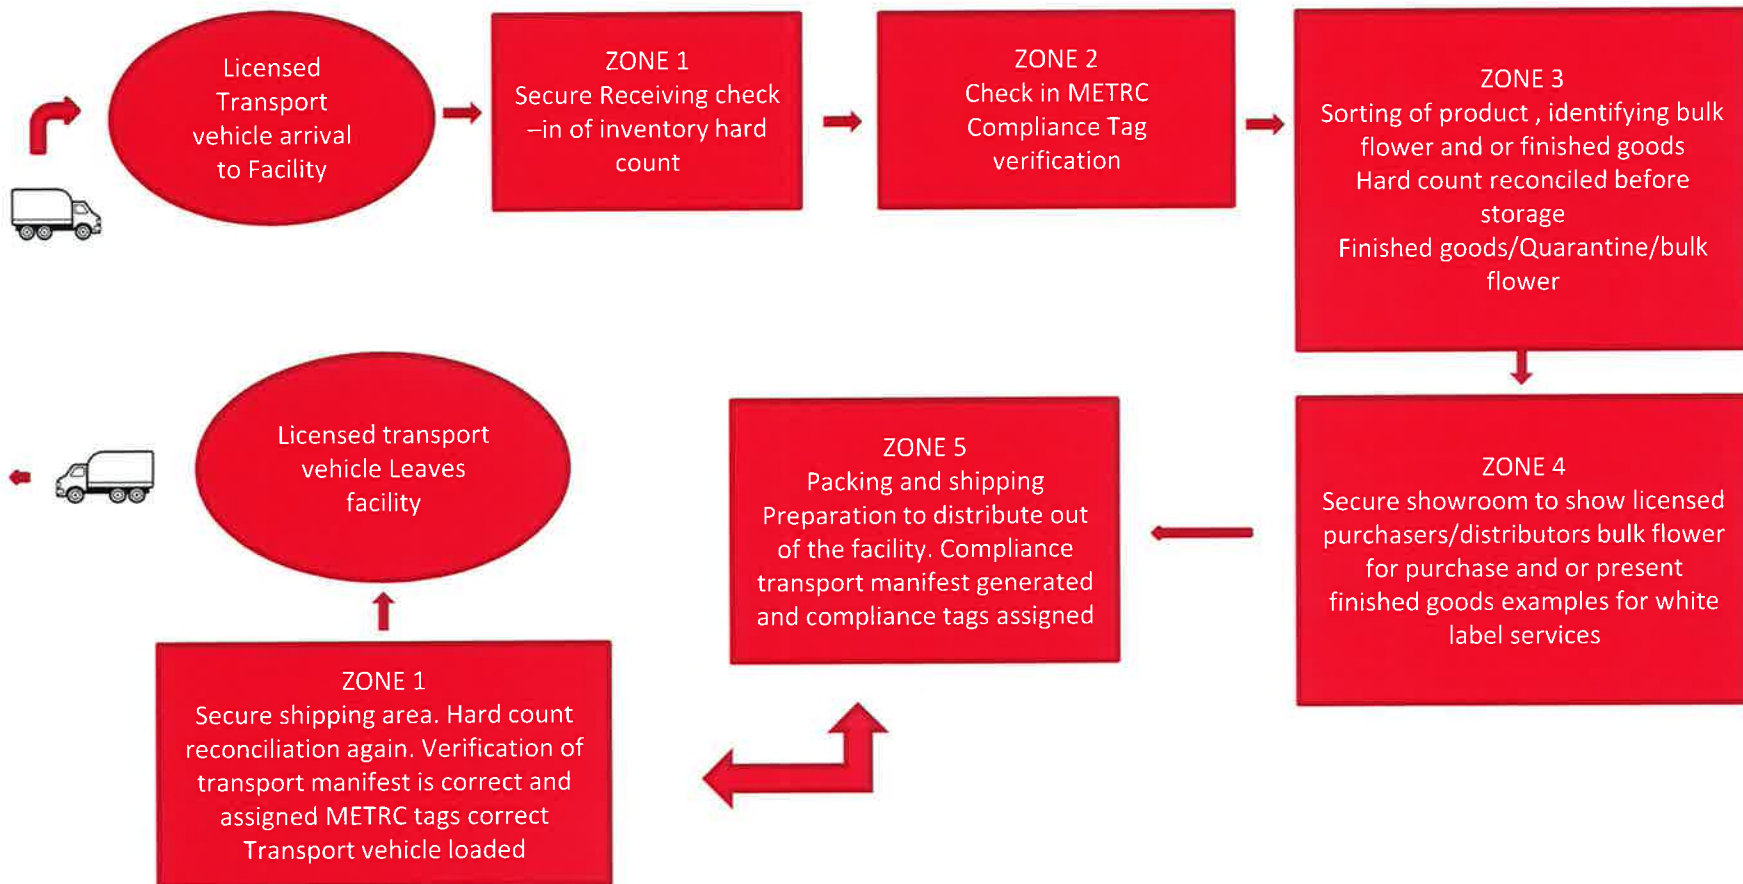 Licensed
Transport
vehicle arrival
to Facility
ZONE 1
Secure Receiving check
–in of inventory hard
count
ZONE 2
Check in METRC
Compliance Tag
verification
ZONE 3
Sorting of product , identifying bulk
flower and or finished goods
Hard count reconciled before
storage
Finished goods/Quarantine/bulk
flower
ZONE 4
Secure showroom to show licensed
purchasers/distributors bulk flower
for purchase and or present
finished goods examples for white
label services
ZONE 5
Packing and shipping
Preparation to distribute out
of the facility. Compliance
transport manifest generated
and compliance tags assigned
ZONE 1
Secure shipping area. Hard count
reconciliation again. Verification of
transport manifest is correct and
assigned METRC tags correct
Transport vehicle loaded
Licensed transport
vehicle Leaves
facility